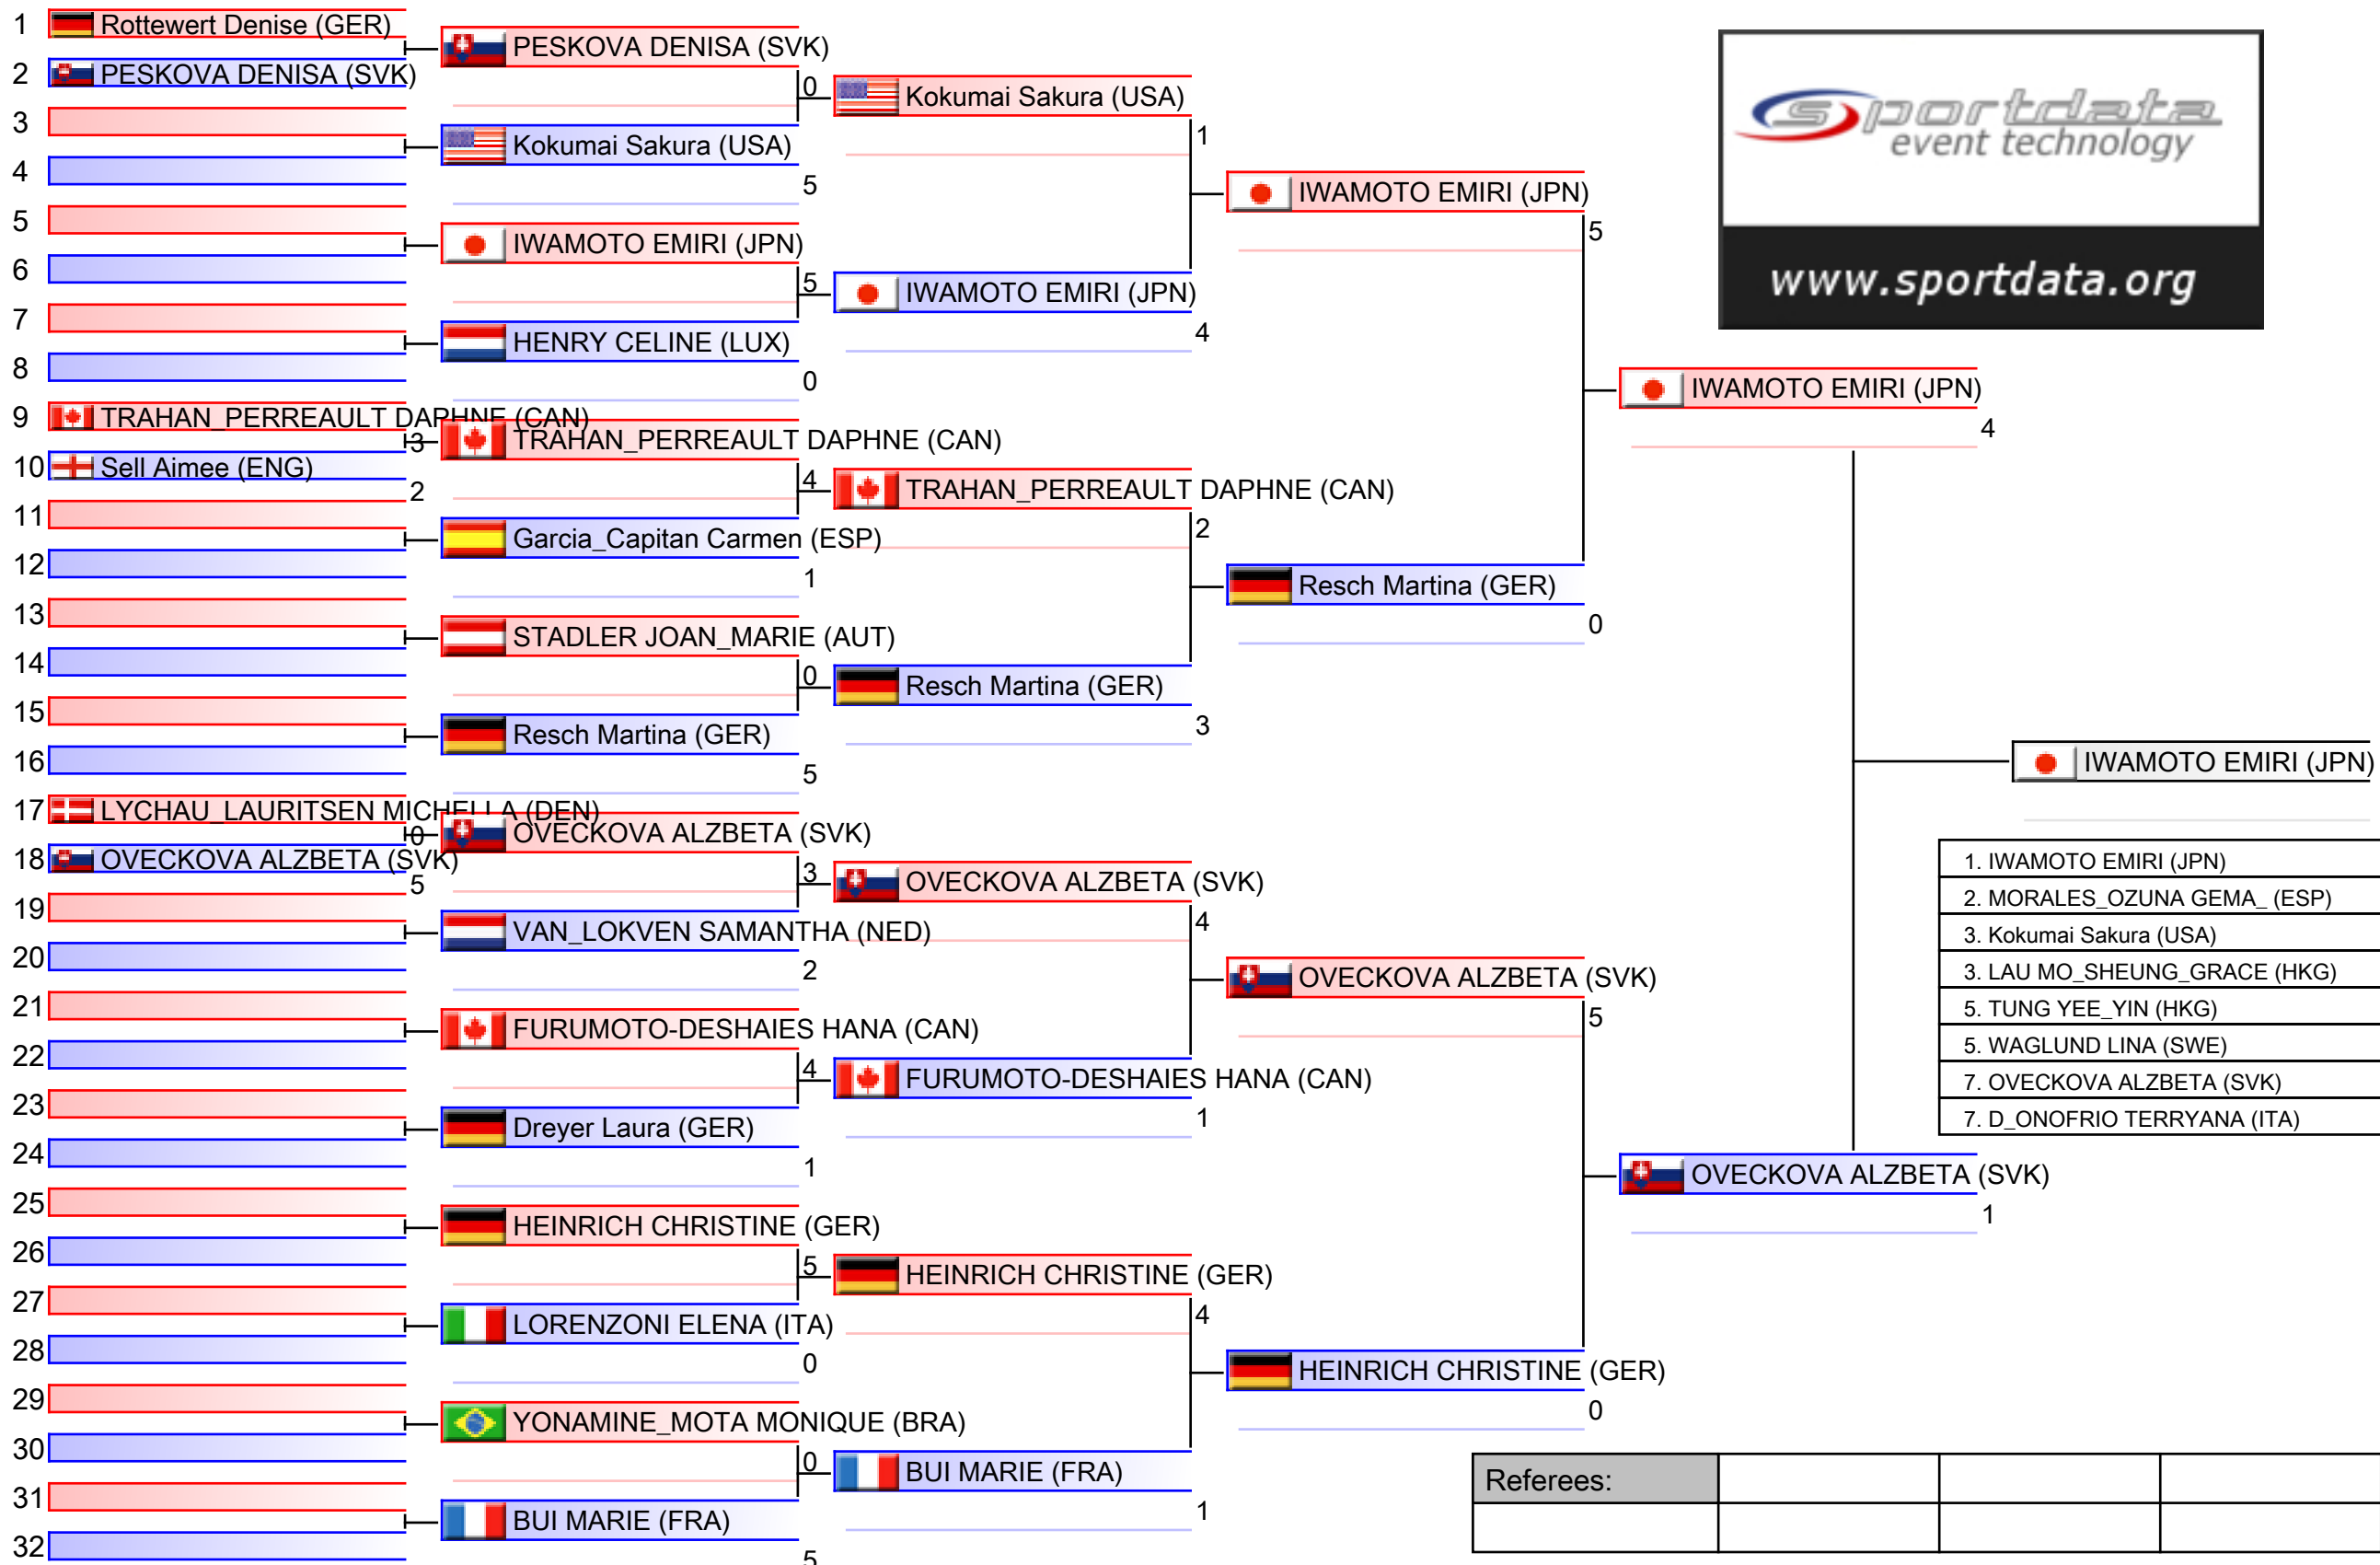 1 Rottewert Denise (GER)
2 PESKOVA DENISA (SVK)
3
4
5
6
7
8
9 TRAHAN_PERREAULT DAPHNE (CAN)
3
10 Sell Aimee (ENG)
2
11
12
13
14
15
16
17 LYCHAU_LAURITSEN MICHELLA (DEN)
0
18 OVECKOVA ALZBETA (SVK)
5
19
20
21
22
23
24
25
26
27
28
29
30
31
32
PESKOVA DENISA (SVK)
0
Kokumai Sakura (USA)
5
IWAMOTO EMIRI (JPN)
5
HENRY CELINE (LUX)
0
TRAHAN_PERREAULT DAPHNE (CAN)
4
Garcia_Capitan Carmen (ESP)
1
STADLER JOAN_MARIE (AUT)
0
Resch Martina (GER)
5
OVECKOVA ALZBETA (SVK)
3
VAN_LOKVEN SAMANTHA (NED)
2
FURUMOTO-DESHAIES HANA (CAN)
4
Dreyer Laura (GER)
1
HEINRICH CHRISTINE (GER)
5
LORENZONI ELENA (ITA)
0
YONAMINE_MOTA MONIQUE (BRA)
0
BUI MARIE (FRA)
5
Kokumai Sakura (USA)
1
IWAMOTO EMIRI (JPN)
4
TRAHAN_PERREAULT DAPHNE (CAN)
2
Resch Martina (GER)
3
OVECKOVA ALZBETA (SVK)
4
FURUMOTO-DESHAIES HANA (CAN)
1
HEINRICH CHRISTINE (GER)
4
BUI MARIE (FRA)
1
IWAMOTO EMIRI (JPN)
5
Resch Martina (GER)
0
OVECKOVA ALZBETA (SVK)
5
HEINRICH CHRISTINE (GER)
0
IWAMOTO EMIRI (JPN)
4
OVECKOVA ALZBETA (SVK)
1
IWAMOTO EMIRI (JPN)
sportdata
event technology
www.sportdata.org
1. IWAMOTO EMIRI (JPN)
2. MORALES_OZUNA GEMA_ (ESP)
3. Kokumai Sakura (USA)
3. LAU MO_SHEUNG_GRACE (HKG)
5. TUNG YEE_YIN (HKG)
5. WAGLUND LINA (SWE)
7. OVECKOVA ALZBETA (SVK)
7. D_ONOFRIO TERRYANA (ITA)
Referees: